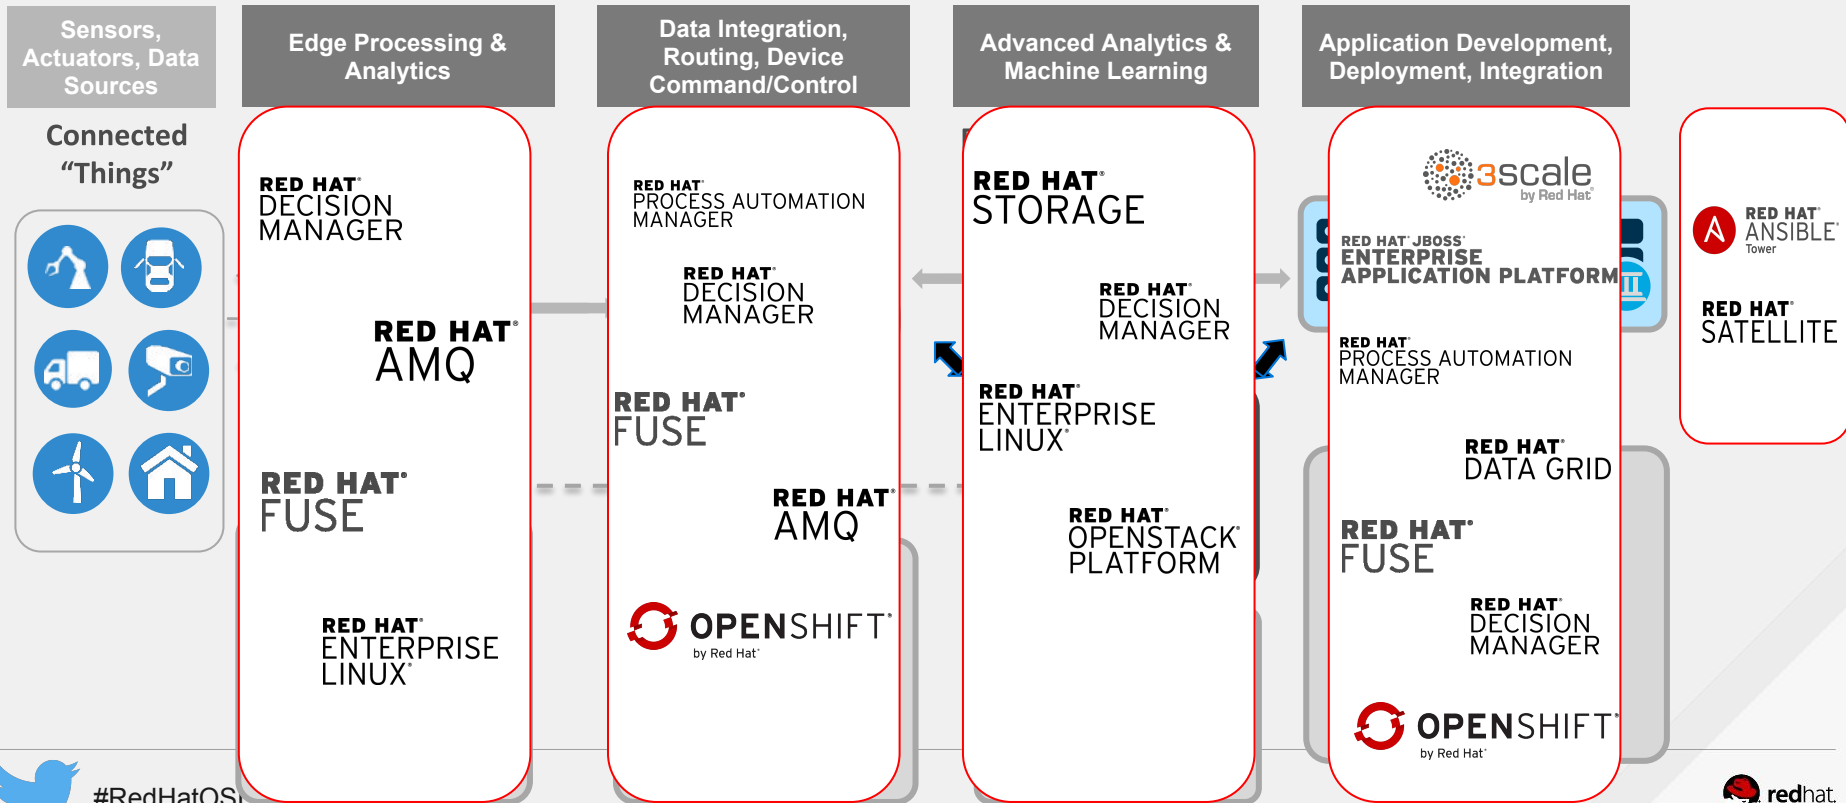 Sensors,
Actuators, Data
Sources
Edge Processing &
Analytics
Data Integration,
Routing, Device
Command/Control
Advanced Analytics &
Machine Learning
Application Development,
Deployment, Integration
Connected
“Things”
RED HAT®
DECISION
MANAGER
RED HAT®
AMQ
RED HAT®
FUSE
RED HAT®
ENTERPRISE
LINUX®
RED HAT®
PROCESS AUTOMATION
MANAGER
RED HAT®
DECISION
MANAGER
RED HAT®
FUSE
RED HAT®
AMQ
OPENSHIFT®
by Red Hat®
RED HAT®
STORAGE
RED HAT®
DECISION
MANAGER
RED HAT®
ENTERPRISE
LINUX®
RED HAT®
OPENSTACK®
PLATFORM
3scale
by Red Hat®
RED HAT® JBOSS®
ENTERPRISE
APPLICATION PLATFORM
RED HAT®
PROCESS AUTOMATION
MANAGER
RED HAT®
DATA GRID
RED HAT®
FUSE
RED HAT®
DECISION
MANAGER
OPENSHIFT®
by Red Hat®
RED HAT®
ANSIBLE®
Tower
RED HAT®
SATELLITE
redhat.